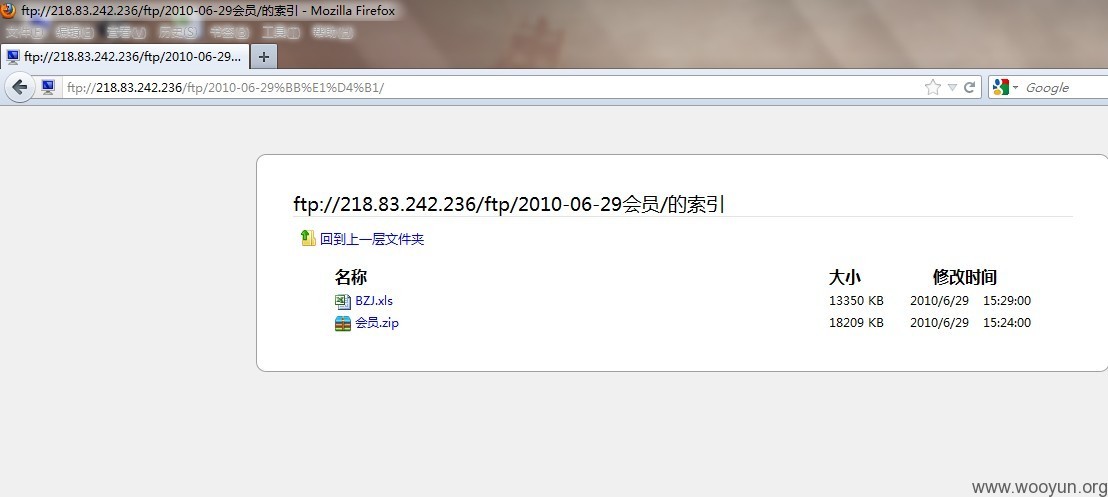 ftp://218.83.242.236/ftp/2010-06-29会员/的索引 - Mozilla Firefox
文件(F) 编辑(E) 查看(V) 历史(S) 书签(B) 工具(T) 帮助(H)
ftp://218.83.242.236/ftp/2010-06-29... +
ftp://218.83.242.236/ftp/2010-06-29%BB%E1%D4%B1/ Google
ftp://218.83.242.236/ftp/2010-06-29会员/的索引
回到上一层文件夹
名称 大小 修改时间
BZJ.xls 13350 KB 2010/6/29 15:29:00
会员.zip 18209 KB 2010/6/29 15:24:00
www.wooyun.org